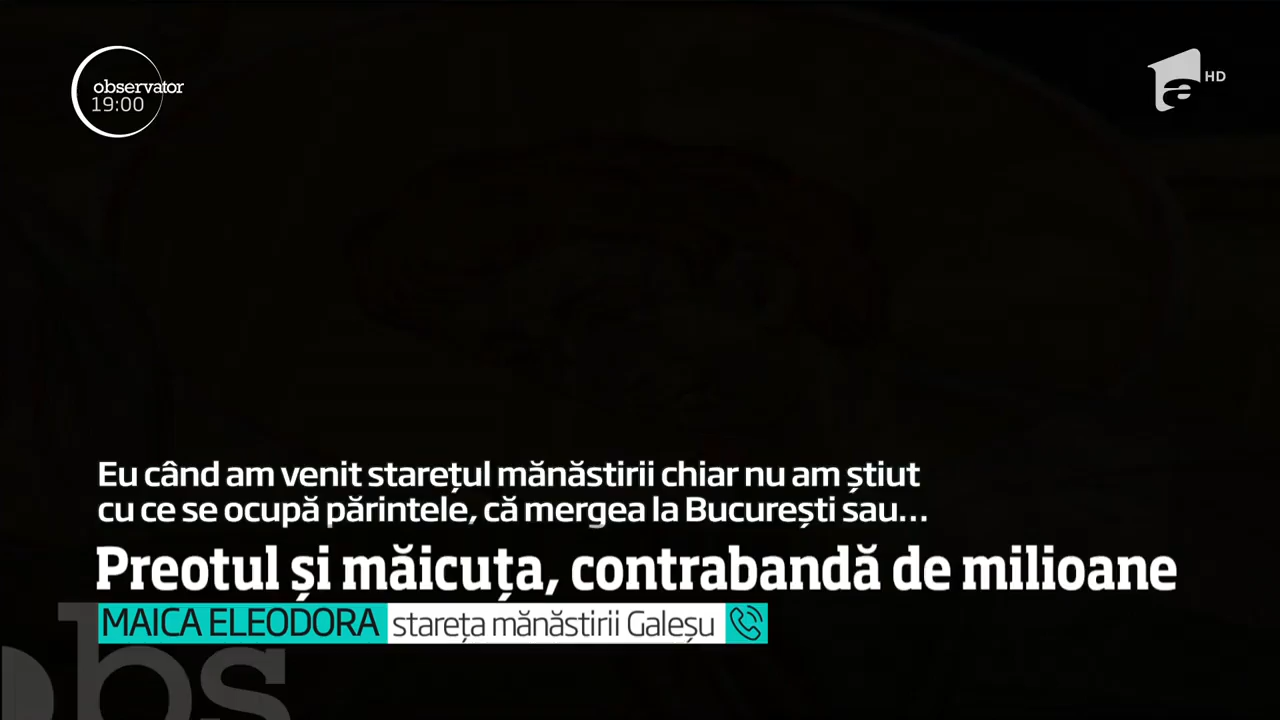 observator
19:00
a HD
Eu când am venit starețul mănăstirii chiar nu am știut
cu ce se ocupă părintele, că mergea la București sau...
Preotul și măicuța, contrabandă de milioane
MAICA ELEODORA stareța mănăstirii Galeșu
obs